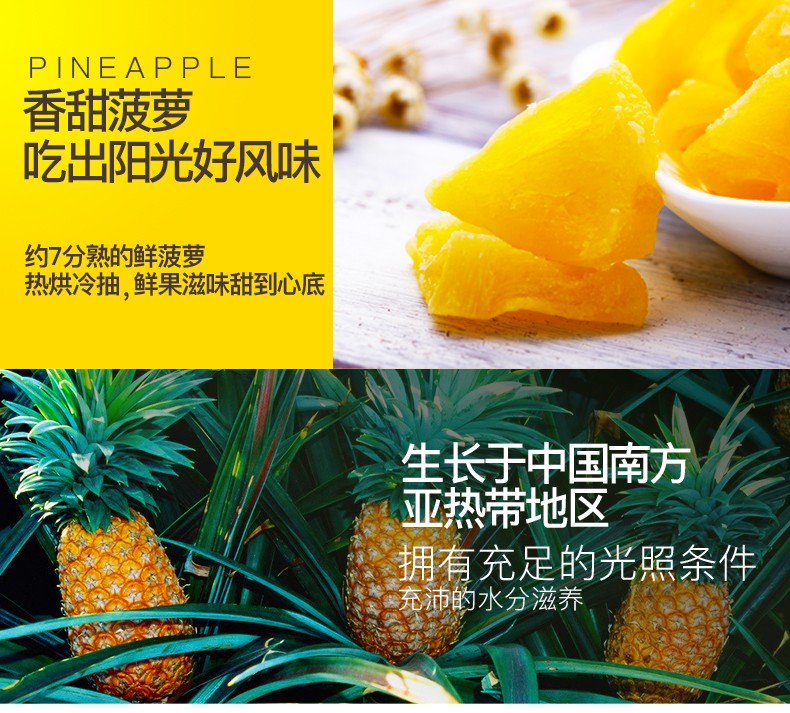 PINEAPPLE
香甜菠萝
吃出阳光好风味
约7分熟的鲜菠萝
热烘冷抽,鲜果滋味甜到心底
生长于中国南方
亚热带地区
拥有充足的光照条件
充沛的水分滋养